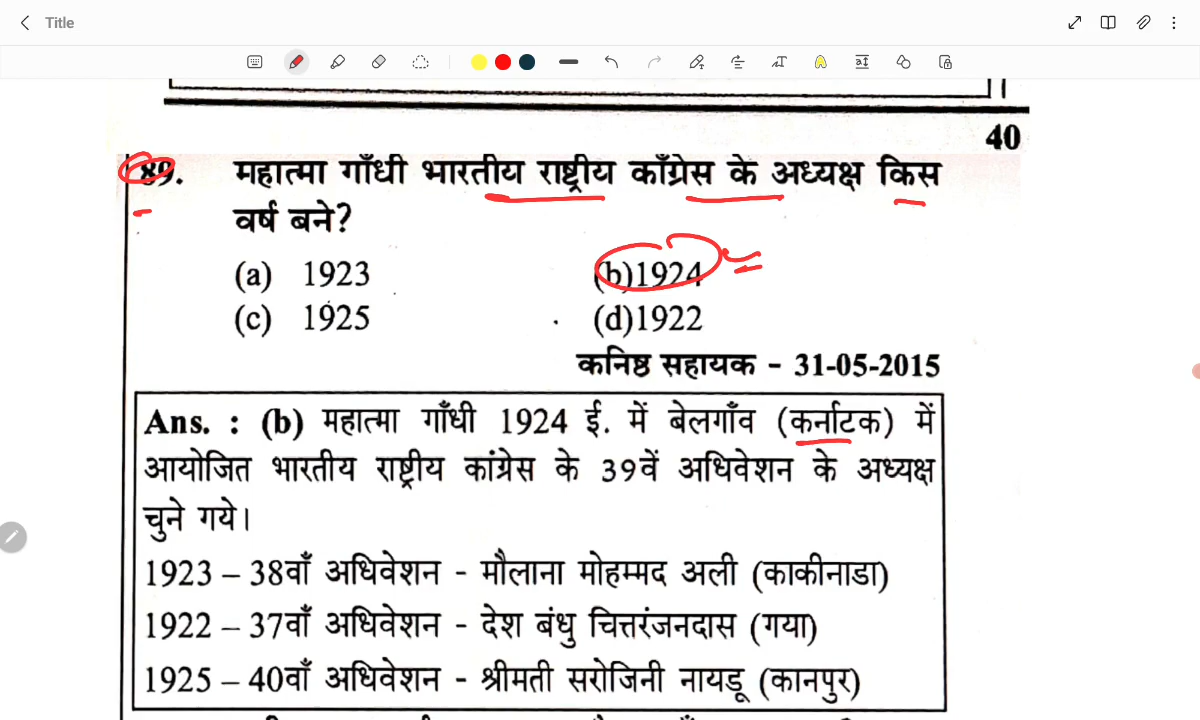 Title
40
89. महात्मा गाँधी भारतीय राष्ट्रीय काँग्रेस के अध्यक्ष किस
वर्ष बने?
(a) 1923 (b)1924
(c) 1925 (d)1922
कनिष्ठ सहायक - 31-05-2015
Ans. : (b) महात्मा गाँधी 1924 ई. में बेलगाँव (कर्नाटक) में
आयोजित भारतीय राष्ट्रीय कांग्रेस के 39वें अधिवेशन के अध्यक्ष
चुने गये।
1923 – 38वाँ अधिवेशन - मौलाना मोहम्मद अली (काकीनाडा)
1922 – 37वाँ अधिवेशन - देश बंधु चित्तरंजनदास (गया)
1925 – 40वाँ अधिवेशन - श्रीमती सरोजिनी नायडू (कानपुर)